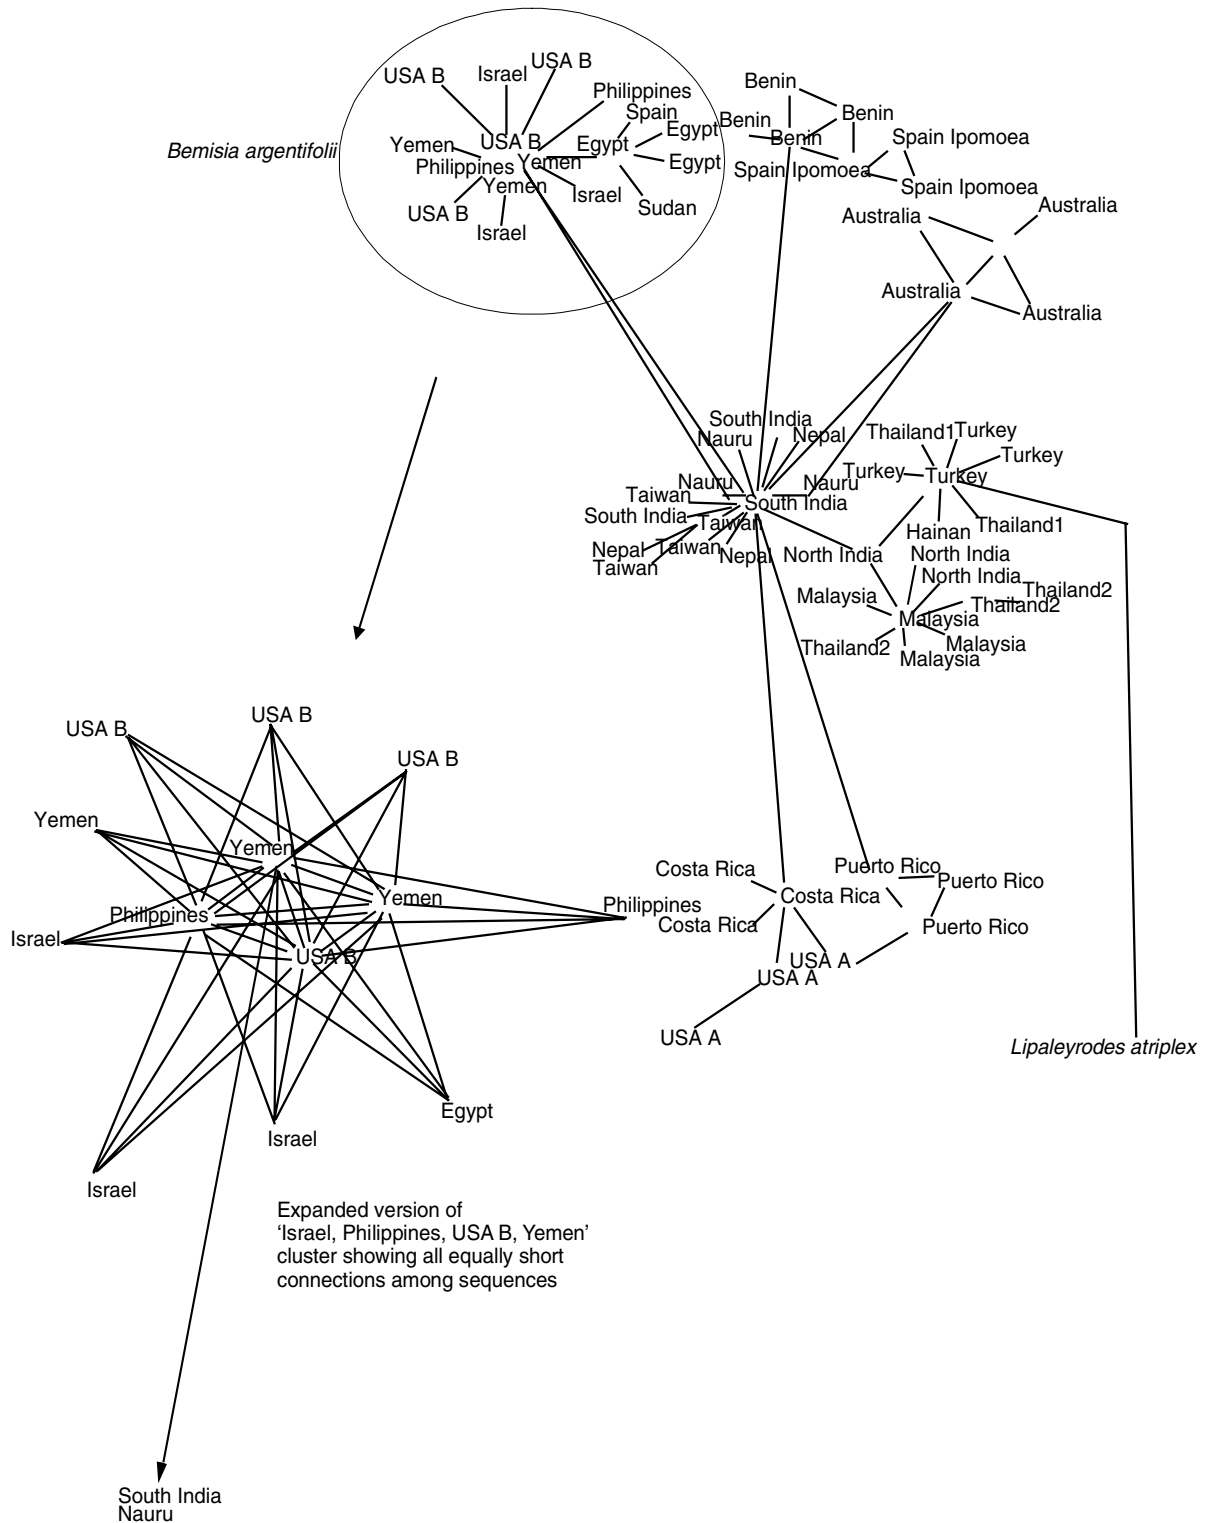 USA B
Israel
USA B
Philippines
Spain
Egypt
Egypt
Egypt
Sudan
Israel
Yemen
USA B
Yemen
Philippines
Yemen
USA B
Israel
Bemisia argentifolii
Benin
Benin
Benin
Benin
Spain Ipomoea
Spain Ipomoea
Spain Ipomoea
Australia
Australia
Australia
Australia
South India
Nauru
Nepal
Nauru
Nauru
Taiwan
South India
South India
Taiwan
Nepal
Taiwan
Nepal
Taiwan
North India
Thailand1
Turkey
Turkey
Turkey
Turkey
Hainan
Thailand1
North India
North India
Malaysia
Thailand2
Thailand2
Malaysia
Thailand2
Malaysia
Malaysia
USA B
USA B
USA B
Yemen
Yemen
Yemen
Philippines
Philippines
Israel
USA B
Egypt
Israel
Israel
Costa Rica
Costa Rica
Costa Rica
Puerto Rico
Puerto Rico
Puerto Rico
USA A
USA A
USA A
Lipaleyrodes atriplex
Expanded version of
‘Israel, Philippines, USA B, Yemen’
cluster showing all equally short
connections among sequences
South India
Nauru